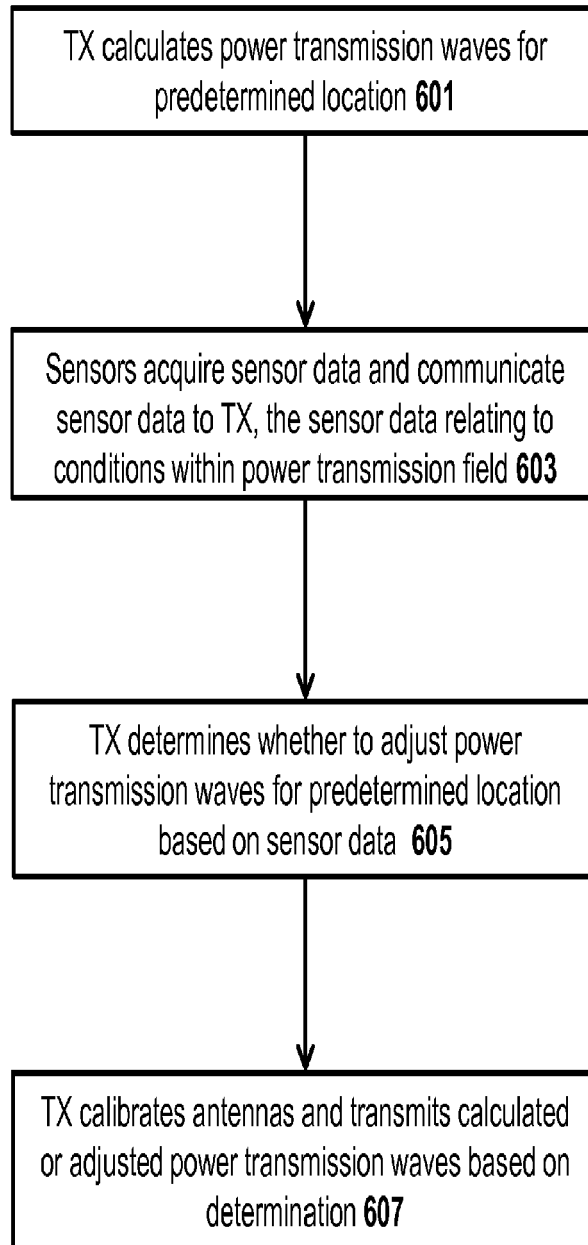 TX calculates power transmission waves for
predetermined location 601
Sensors acquire sensor data and communicate
sensor data to TX, the sensor data relating to
conditions within power transmission field 603
TX determines whether to adjust power
transmission waves for predetermined location
based on sensor data 605
TX calibrates antennas and transmits calculated
or adjusted power transmission waves based on
determination 607